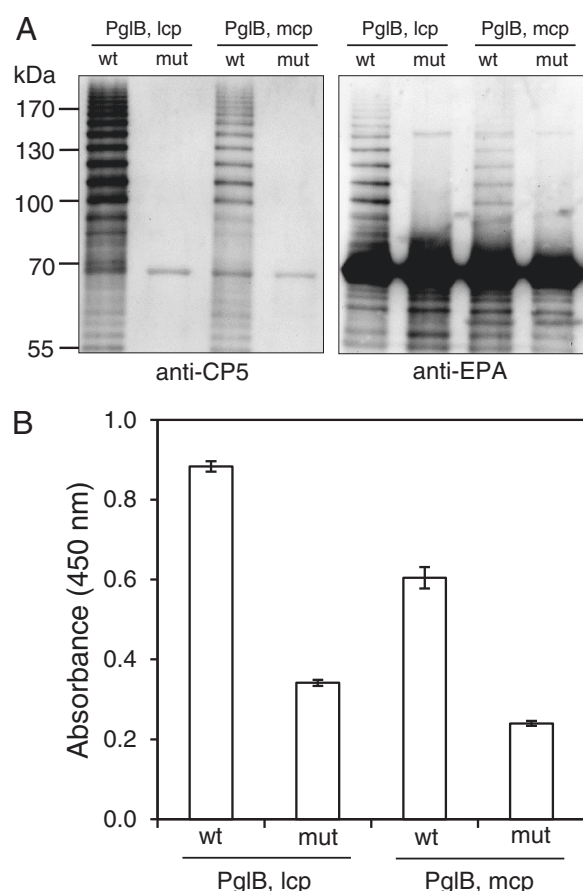 A
PglB, lcp PglB, mcp PglB, lcp PglB, mcp
kDa wt mut wt mut wt mut wt mut
170
130
100
70
55
anti-CP5 anti-EPA
B
Absorbance (450 nm)
1.0
0.8
0.6
0.4
0.2
0.0
wt mut wt mut
PglB, lcp PglB, mcp